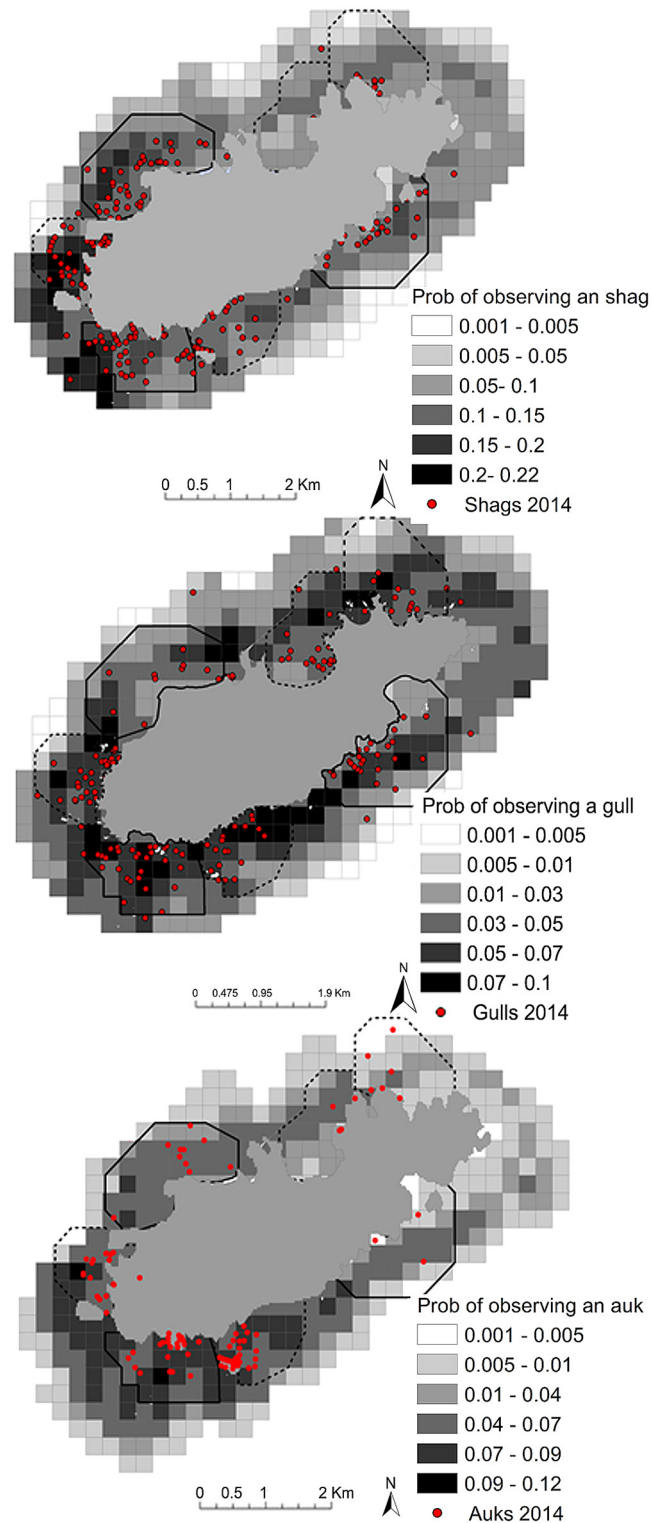 Prob of observing an shag
0.001 - 0.005
0.005 - 0.05
0.05- 0.1
0.1 - 0.15
0.15 - 0.2
0.2- 0.22
Shags 2014
N
0 0.5 1 2 Km
Prob of observing a gull
0.001 - 0.005
0.005 - 0.01
0.01 - 0.03
0.03 - 0.05
0.05 - 0.07
0.07 - 0.1
Gulls 2014
N
0 0.475 0.95 1.9 Km
Prob of observing an auk
0.001 - 0.005
0.005 - 0.01
0.01 - 0.04
0.04 - 0.07
0.07 - 0.09
0.09 - 0.12
Auks 2014
N
0 0.5 1 2 Km